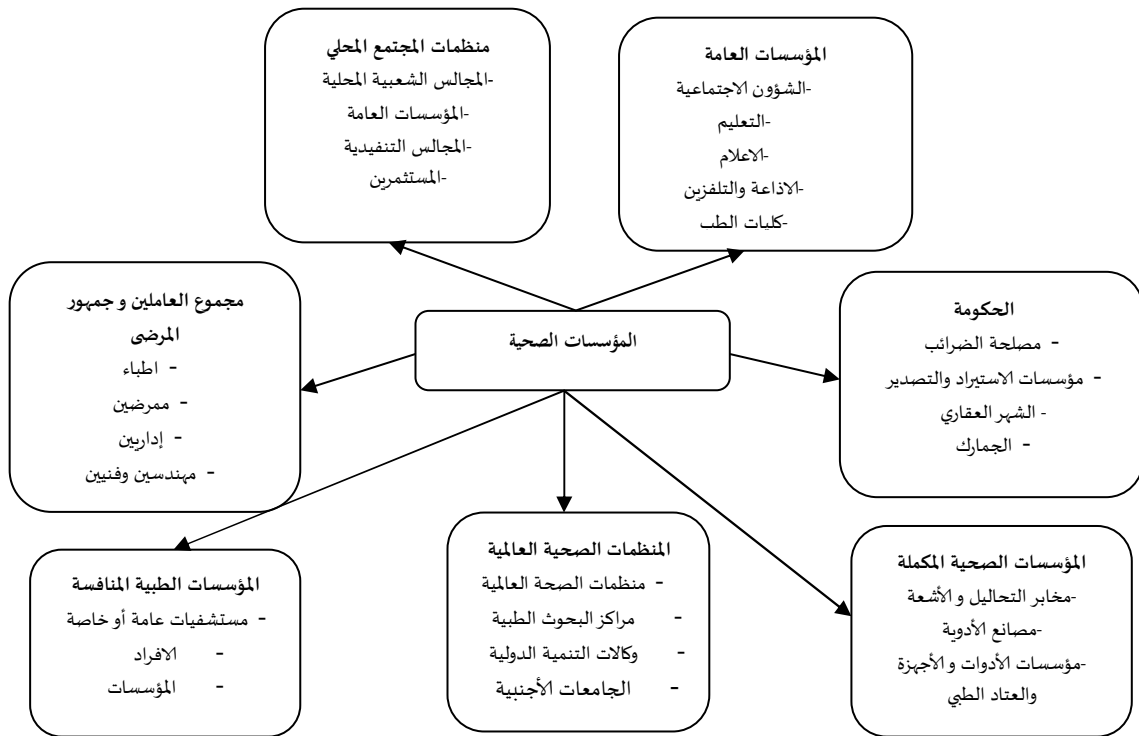 منظمات المجتمع المحلي
-المجالس الشعبية المحلية
-المؤسسات العامة
-المجالس التنفيدية
-المستثمرين
المؤسسات العامة
-الشؤون الاجتماعية
-التعليم
-الاعلام
-الاذاعة والتلفزين
-كليات الطب
مجموع العاملين و جمهور
المرضى
- اطباء
- ممرضين
- إداريين
- مهندسين وفنيين
المؤسسات الصحية
الحكومة
- مصلحة الضرائب
- مؤسسات الاستيراد والتصدير
- الشهر العقاري
- الجمارك
المؤسسات الطبية المنافسة
- مستشفيات عامة أو خاصة
- الافراد
- المؤسسات
المنظمات الصحية العالمية
- منظمات الصحة العالمية
- مراكز البحوث الطبية
- وكالات التنمية الدولية
- الجامعات الأجنبية
المؤسسات الصحية المكملة
-مخابر التحاليل و الأشعة
-مصانع الأدوية
-مؤسسات الأدوات و الأجهزة
والعتاد الطبي